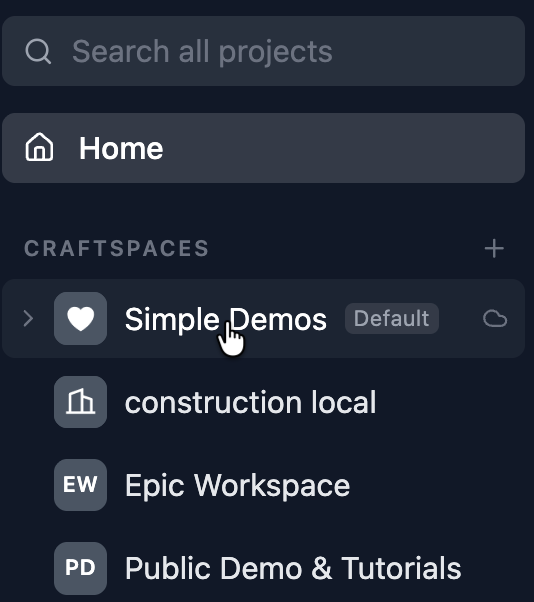 Search all projects
Home
CRAFTSPACES
Simple Demos Default
construction local
EW Epic Workspace
PD Public Demo & Tutorials